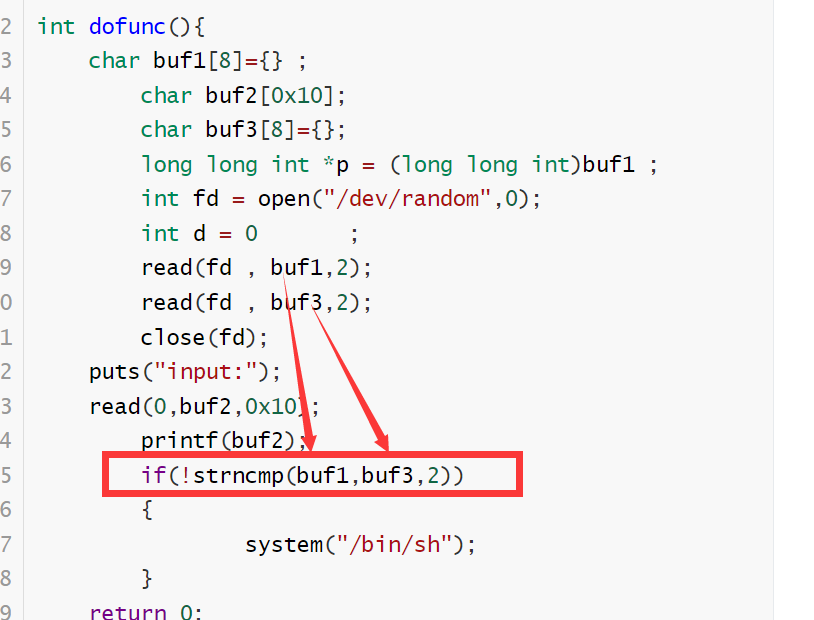 2 int dofunc(){
3 char buf1[8]={} ;
4 char buf2[0x10];
5 char buf3[8]={};
6 long long int *p = (long long int)buf1 ;
7 int fd = open("/dev/random",0);
8 int d = 0 ;
9 read(fd , buf1,2);
0 read(fd , buf3,2);
1 close(fd);
2 puts("input:");
3 read(0,buf2,0x10);
4 printf(buf2);
5 if(!strncmp(buf1,buf3,2))
6 {
7 system("/bin/sh");
8 }
9 return 0;